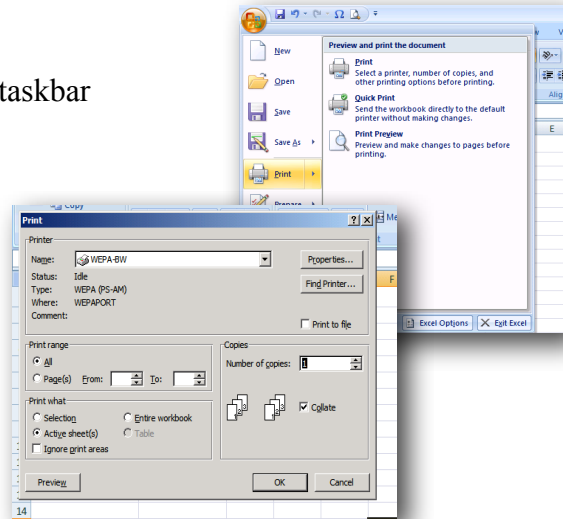 taskbar
New
Open
Save
Save As
Print
Preview and print the document
Print
Select a printer, number of copies, and
other printing options before printing.
Quick Print
Send the workbook directly to the default
printer without making changes.
Print Preview
Preview and make changes to pages before
printing.
Excel Options
Exit Excel
E
F
Print
Printer
Name: WEPA-BW
Properties...
Status: Idle
Find Printer...
Type: WEPA (PS-AM)
Where: WEPAPORT
Comment:
Print to file
Print range
All
Page(s) From: To:
Copies
Number of copies: 1
Collate
Print what
Selection
Entire workbook
Active sheet(s)
Table
Ignore print areas
Preview
OK
Cancel
14